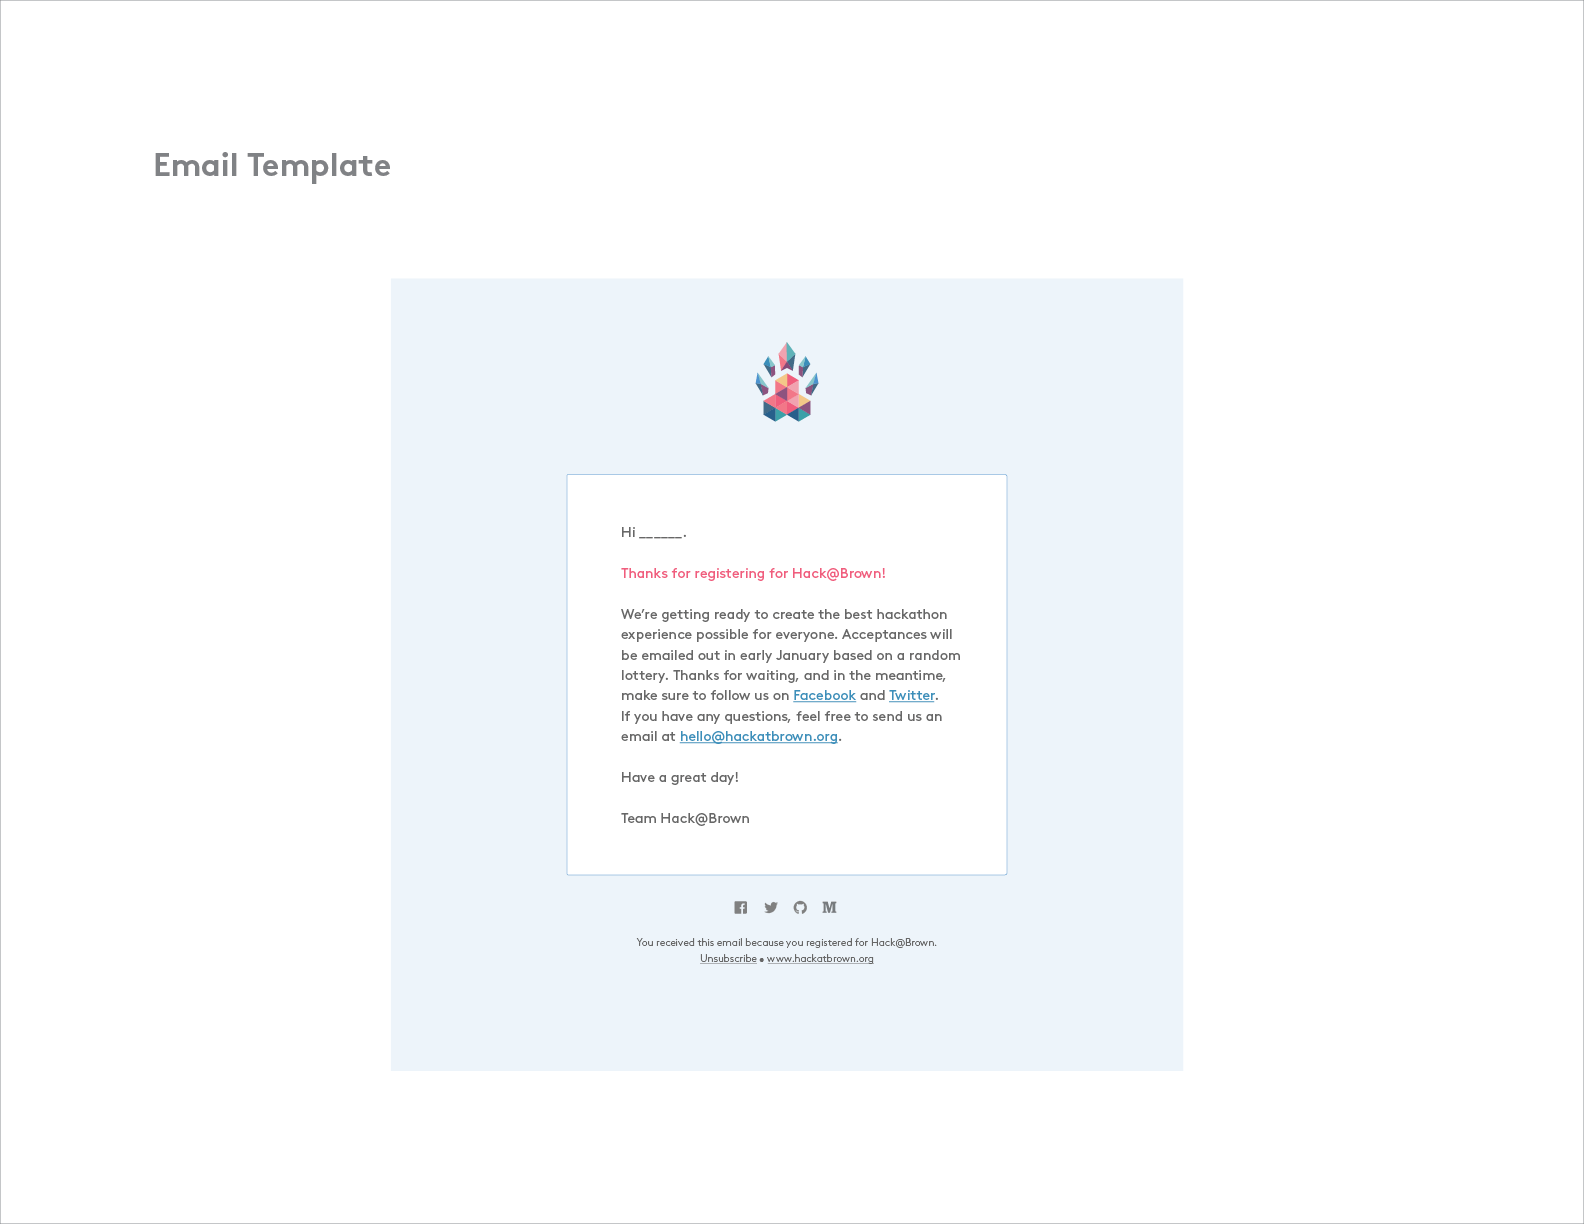 Email Template
Hi ______.
Thanks for registering for Hack@Brown!
We’re getting ready to create the best hackathon
experience possible for everyone. Acceptances will
be emailed out in early January based on a random
lottery. Thanks for waiting, and in the meantime,
make sure to follow us on Facebook and Twitter.
If you have any questions, feel free to send us an
email at hello@hackatbrown.org.
Have a great day!
Team Hack@Brown
You received this email because you registered for Hack@Brown.
Unsubscribe • www.hackatbrown.org